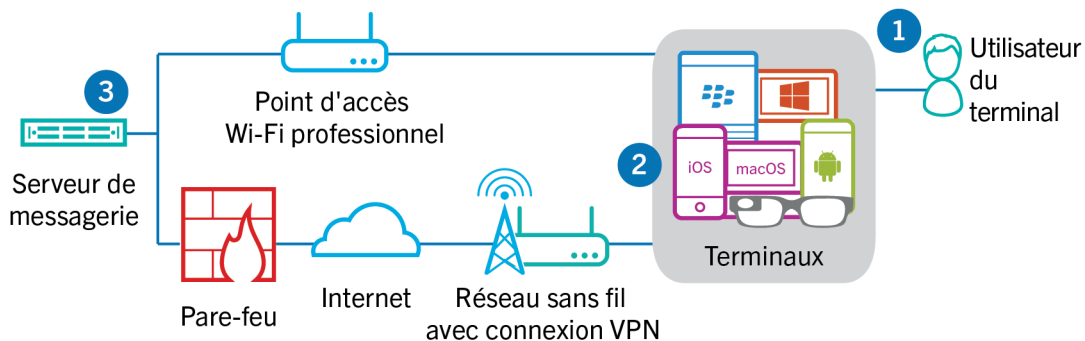 1
Utilisateur
du
terminal
3
Point d'accès
Wi-Fi professionnel
2
iOS
macOS
Serveur de
messagerie
Terminaux
Internet
Réseau sans fil
avec connexion VPN
Pare-feu